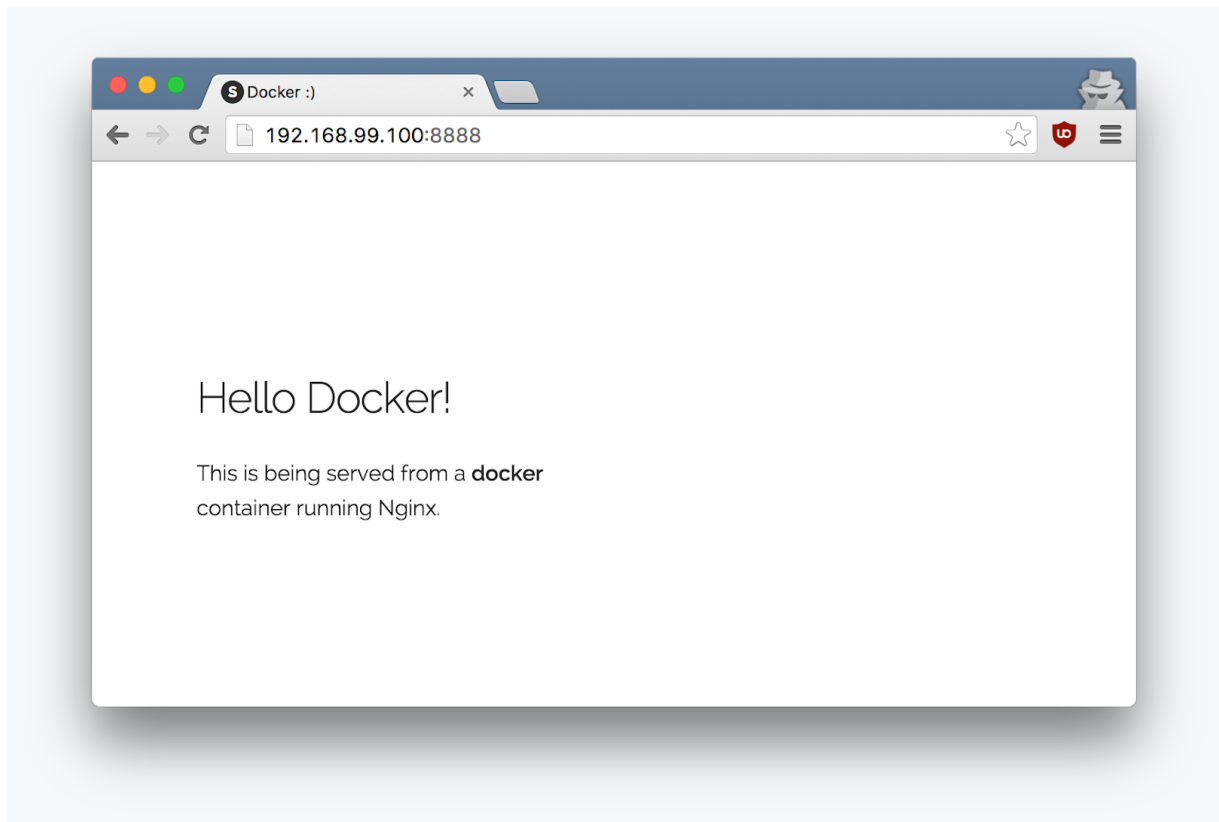 S Docker :)
192.168.99.100:8888
Hello Docker!
This is being served from a docker
container running Nginx.